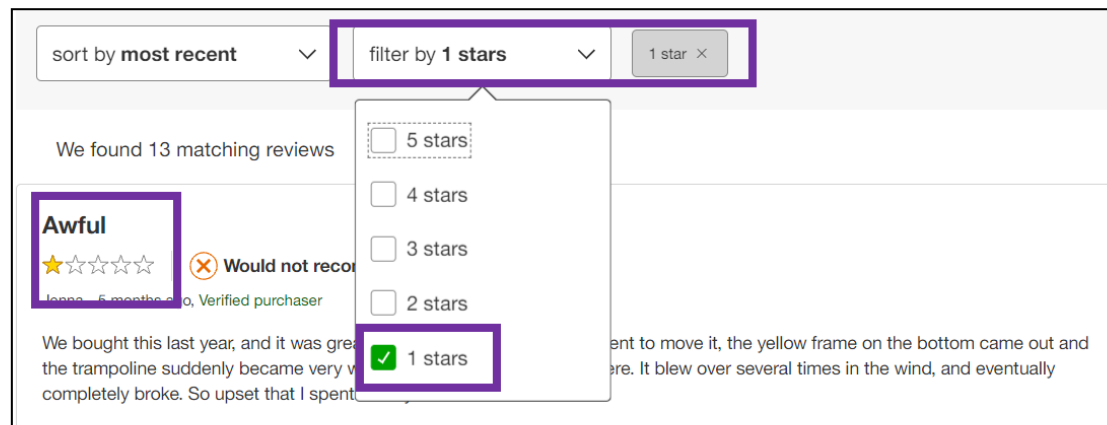 sort by most recent
filter by 1 stars
1 star ×
5 stars
We found 13 matching reviews
4 stars
Awful
3 stars
Would not
2 stars
5 months ago, Verified purchaser
1 stars
We bought this last year, and it was ent to move it, the yellow frame on the bottom came out and
the trampoline suddenly became very ere. It blew over several times in the wind, and eventually
completely broke. So upset that I spent